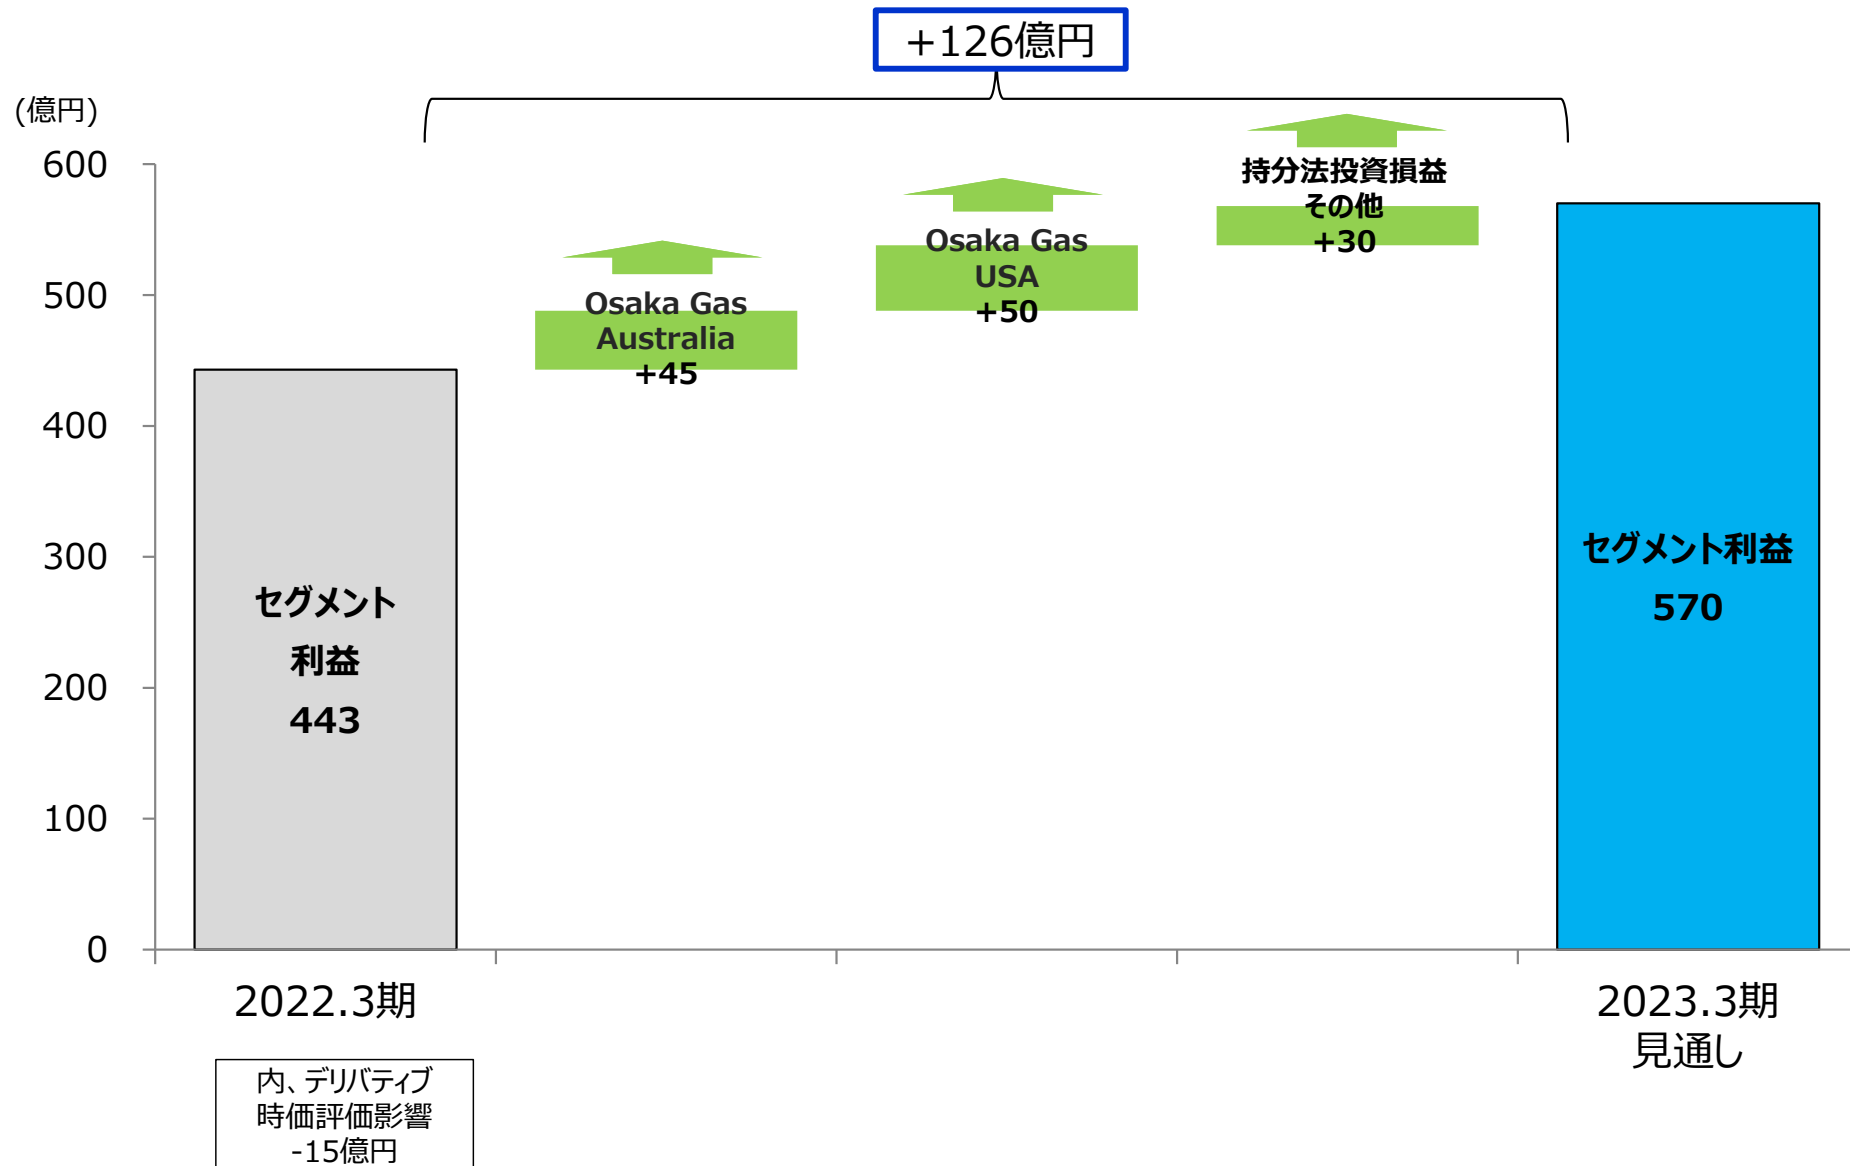 +126億円
(億円)
600
500
400
300
200
100
0
セグメント
利益
443
Osaka Gas
Australia
+45
Osaka Gas
USA
+50
持分法投資損益
その他
+30
セグメント利益
570
2022.3期
2023.3期
見通し
内、デリバティブ
時価評価影響
-15億円